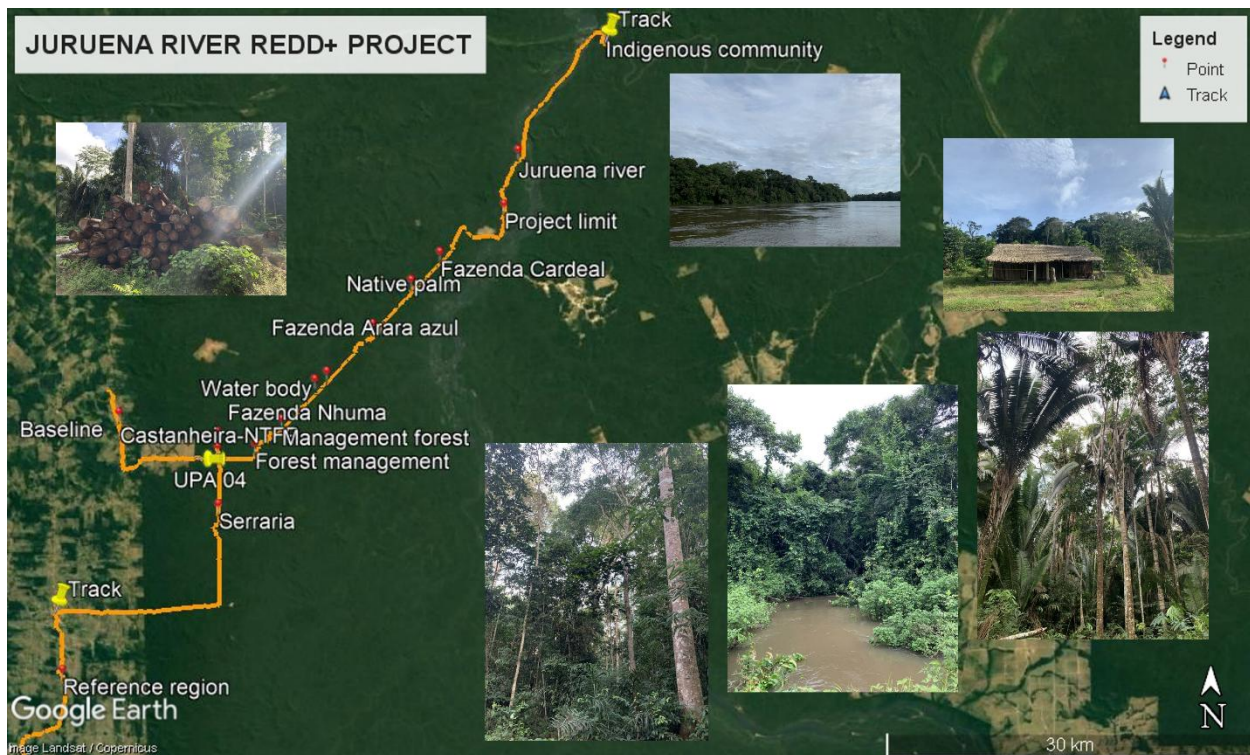 JURUENA RIVER REDD+ PROJECT
Track
Indigenous community
Legend
Point
Track
Juruena river
Project limit
Fazenda Cardeal
Native palm
Fazenda Arara azul
Water body
Fazenda Nhuma
Baseline
Management forest
Forest management
UPA 04
Serraria
Track
Reference region
Google Earth
N
30 km
Image Landsat / Copernicus